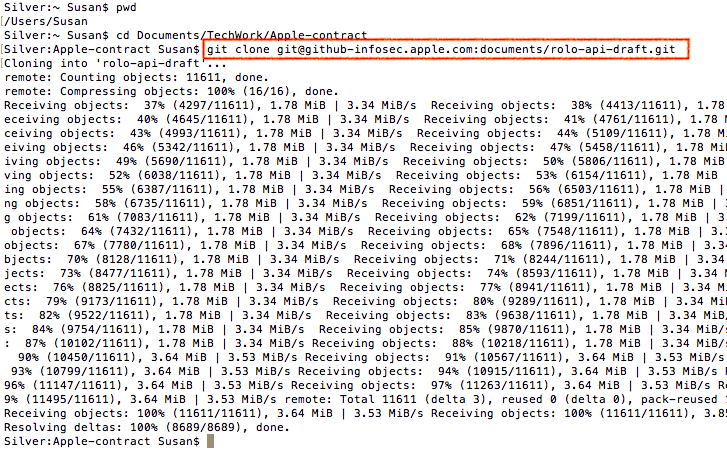 Silver:~ Susan$ pwd
/Users/Susan
Silver:~ Susan$ cd Documents/TechWork/Apple-contract
Silver:Apple-contract Susan$ git clone git@github-infosec.apple.com:documents/rolo-api-draft.git
Cloning into 'rolo-api-draft'...
remote: Counting objects: 11611, done.
remote: Compressing objects: 100% (16/16), done.
Receiving objects:  37% (4297/11611), 1.78 MiB | 3.34 MiB/s  Receiving objects:  38% (4413/11611), 1.78
eceiving objects:  40% (4645/11611), 1.78 MiB | 3.34 MiB/s  Receiving objects:  41% (4761/11611), 1.78 M
ceiving objects:  43% (4993/11611), 1.78 MiB | 3.34 MiB/s  Receiving objects:  44% (5109/11611), 1.78 Mi
eiving objects:  46% (5342/11611), 1.78 MiB | 3.34 MiB/s  Receiving objects:  47% (5458/11611), 1.78 MiB
iving objects:  49% (5690/11611), 1.78 MiB | 3.34 MiB/s  Receiving objects:  50% (5806/11611), 1.78 MiB
ving objects:  52% (6038/11611), 1.78 MiB | 3.34 MiB/s  Receiving objects:  53% (6154/11611), 1.78 MiB
ing objects:  55% (6387/11611), 1.78 MiB | 3.34 MiB/s  Receiving objects:  56% (6503/11611), 1.78 MiB |
ng objects:  58% (6735/11611), 1.78 MiB | 3.34 MiB/s  Receiving objects:  59% (6851/11611), 1.78 MiB | 3
g objects:  61% (7083/11611), 1.78 MiB | 3.34 MiB/s  Receiving objects:  62% (7199/11611), 1.78 MiB | 3
objects:  64% (7432/11611), 1.78 MiB | 3.34 MiB/s  Receiving objects:  65% (7548/11611), 1.78 MiB | 3.
objects:  67% (7780/11611), 1.78 MiB | 3.34 MiB/s  Receiving objects:  68% (7896/11611), 1.78 MiB | 3.3
bjects:  70% (8128/11611), 1.78 MiB | 3.34 MiB/s  Receiving objects:  71% (8244/11611), 1.78 MiB | 3.34
jects:  73% (8477/11611), 1.78 MiB | 3.34 MiB/s  Receiving objects:  74% (8593/11611), 1.78 MiB | 3.34
ects:  76% (8825/11611), 1.78 MiB | 3.34 MiB/s  Receiving objects:  77% (8941/11611), 1.78 MiB | 3.34 M
cts:  79% (9173/11611), 1.78 MiB | 3.34 MiB/s  Receiving objects:  80% (9289/11611), 1.78 MiB | 3.34 Mi
ts:  82% (9522/11611), 1.78 MiB | 3.34 MiB/s  Receiving objects:  83% (9638/11611), 1.78 MiB | 3.34 MiB
s:  84% (9754/11611), 1.78 MiB | 3.34 MiB/s  Receiving objects:  85% (9870/11611), 1.78 MiB | 3.34 MiB/
:  87% (10102/11611), 1.78 MiB | 3.34 MiB/s  Receiving objects:  88% (10218/11611), 1.78 MiB | 3.34 MiB
90% (10450/11611), 3.64 MiB | 3.53 MiB/s Receiving objects:  91% (10567/11611), 3.64 MiB | 3.53 MiB/s
93% (10799/11611), 3.64 MiB | 3.53 MiB/s Receiving objects:  94% (10915/11611), 3.64 MiB | 3.53 MiB/s
96% (11147/11611), 3.64 MiB | 3.53 MiB/s Receiving objects:  97% (11263/11611), 3.64 MiB | 3.53 MiB/s R
9% (11495/11611), 3.64 MiB | 3.53 MiB/s remote: Total 11611 (delta 3), reused 0 (delta 0), pack-reused 1
Receiving objects: 100% (11611/11611), 3.64 MiB | 3.53 MiB/s Receiving objects: 100% (11611/11611), 3.85
Resolving deltas: 100% (8689/8689), done.
Silver:Apple-contract Susan$